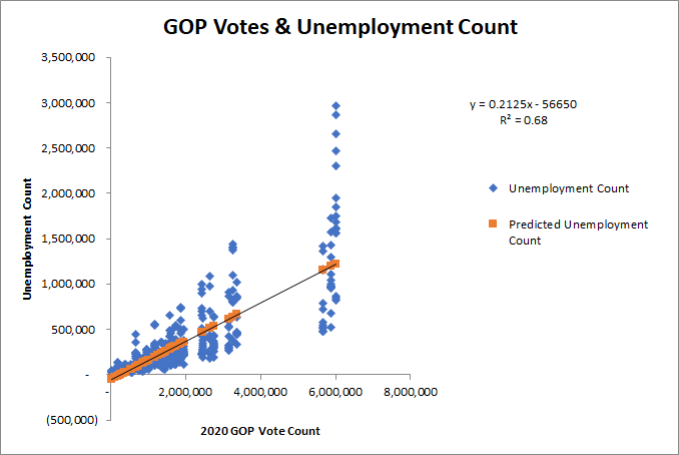 GOP Votes & Unemployment Count
3,500,000
3,000,000
2,500,000
2,000,000
1,500,000
1,000,000
500,000
-
(500,000)
Unemployment Count
y = 0.2125x - 56650
R² = 0.68
Unemployment Count
Predicted Unemployment
Count
-
2,000,000
4,000,000
6,000,000
8,000,000
2020 GOP Vote Count